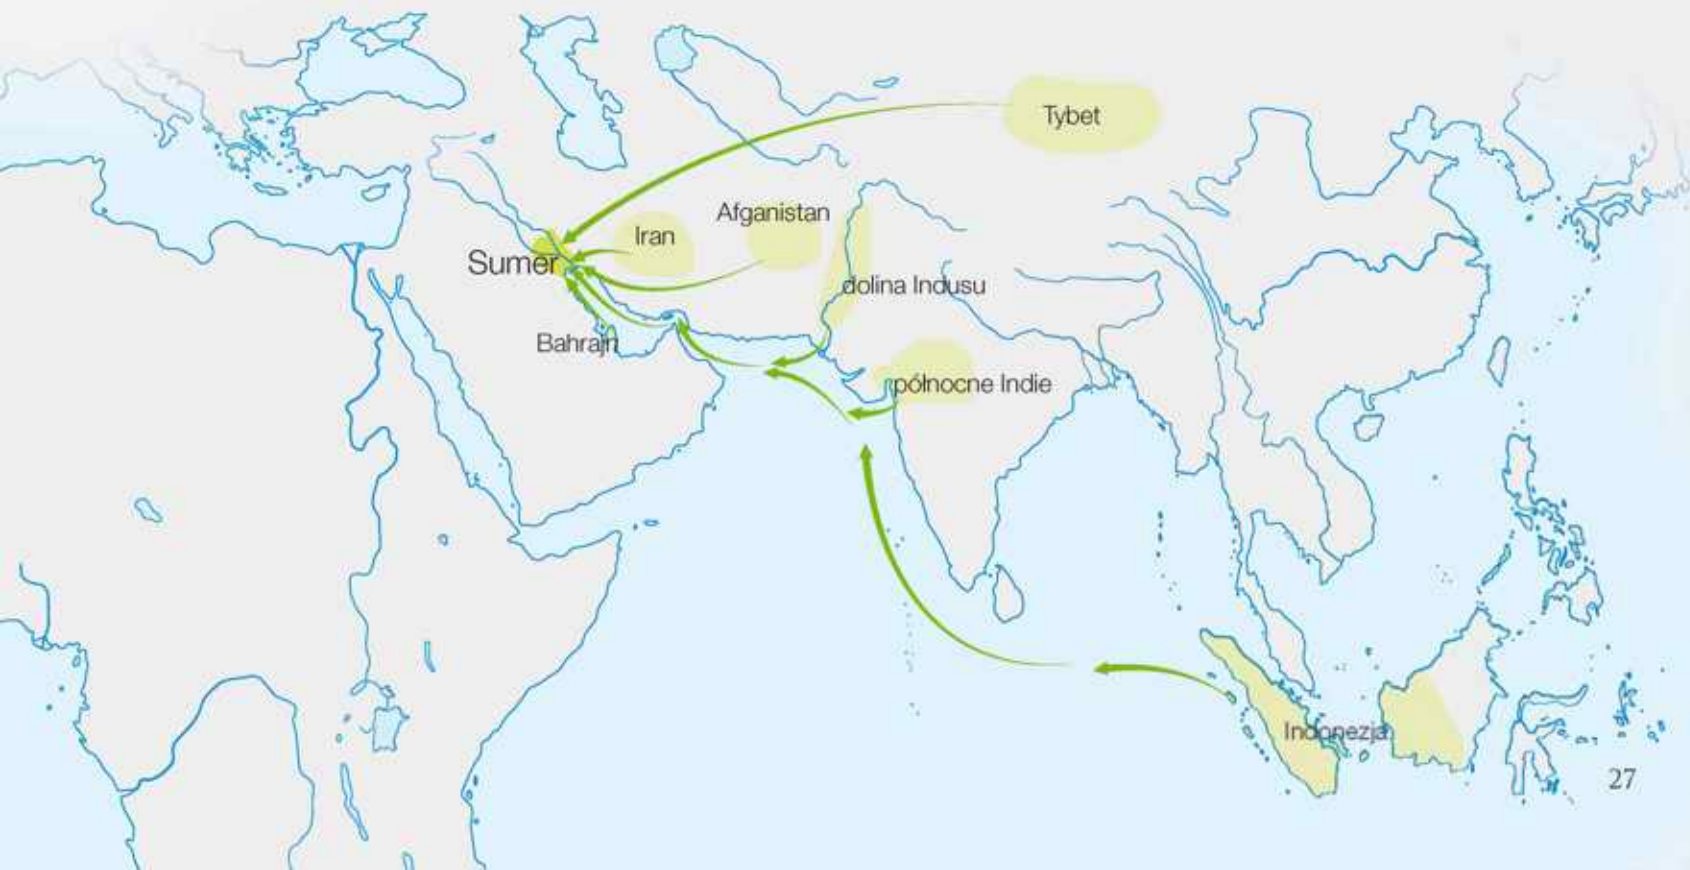 Tybet
Afganistan
Iran
Sumer
dolina Indusu
Bahrajn
północne Indie
Indonezja
27